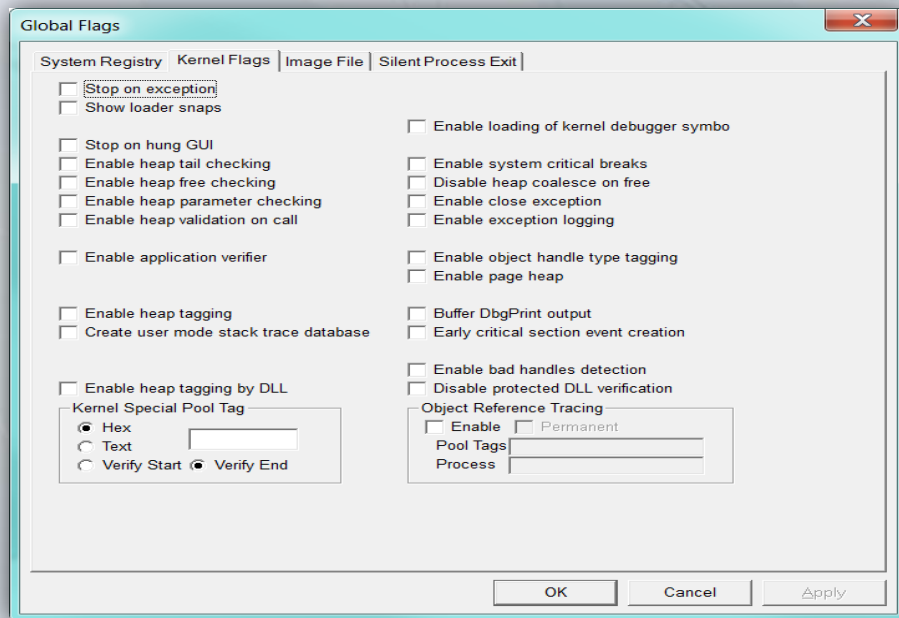 Global Flags
System Registry
Kernel Flags
Image File
Silent Process Exit
Stop on exception
Show loader snaps
Enable loading of kernel debugger symbo
Stop on hung GUI
Enable heap tail checking
Enable system critical breaks
Enable heap free checking
Disable heap coalesce on free
Enable heap parameter checking
Enable close exception
Enable heap validation on call
Enable exception logging
Enable application verifier
Enable object handle type tagging
Enable page heap
Enable heap tagging
Buffer DbgPrint output
Create user mode stack trace database
Early critical section event creation
Enable bad handles detection
Enable heap tagging by DLL
Disable protected DLL verification
Kernel Special Pool Tag
Hex
Text
Verify Start
Verify End
Object Reference Tracing
Enable
Permanent
Pool Tags
Process
OK
Cancel
Apply